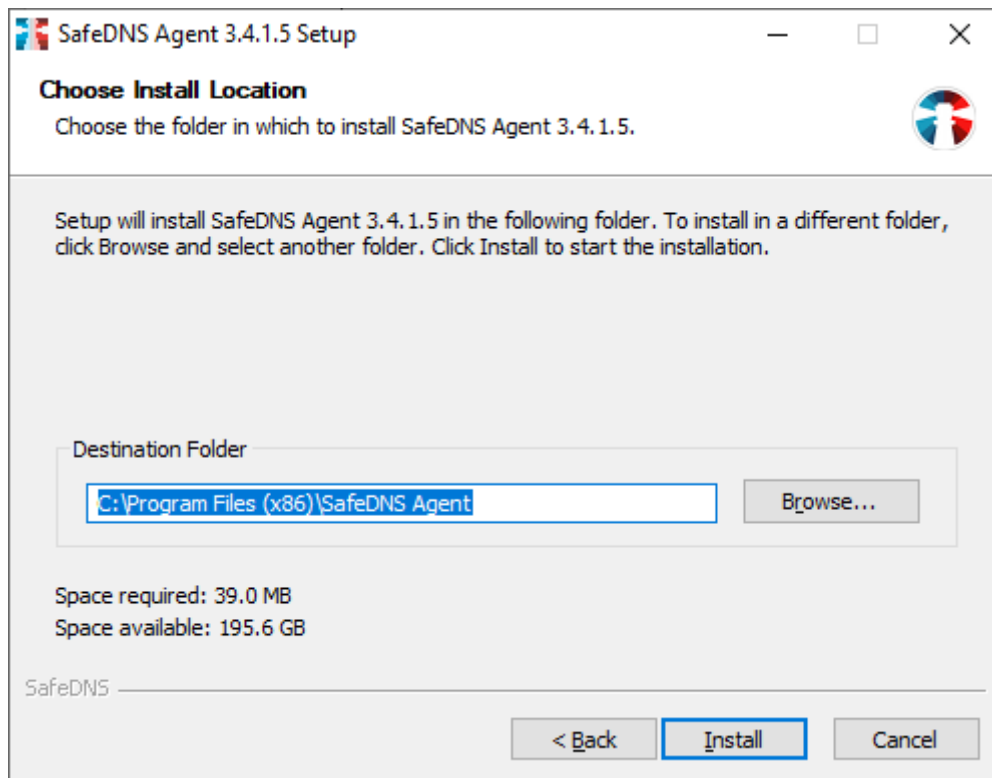 SafeDNS Agent 3.4.1.5 Setup
Choose Install Location
Choose the folder in which to install SafeDNS Agent 3.4.1.5.
Setup will install SafeDNS Agent 3.4.1.5 in the following folder. To install in a different folder,
click Browse and select another folder. Click Install to start the installation.
Destination Folder
C:\Program Files (x86)\SafeDNS Agent
Browse...
Space required: 39.0 MB
Space available: 195.6 GB
SafeDNS
< Back
Install
Cancel